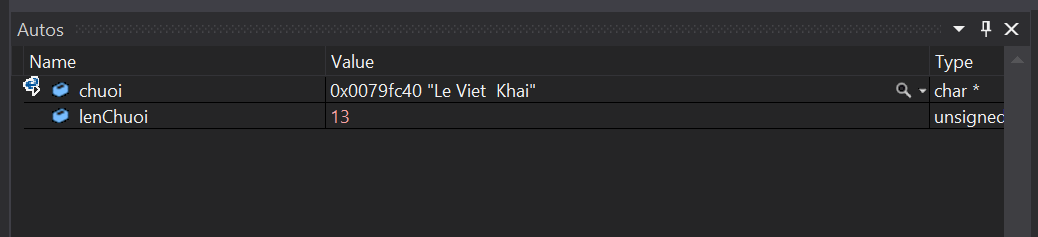 Autos
Name Value Type
chuoi 0x0079fc40 "Le Viet  Khai" char *
lenChuoi 13 unsigned